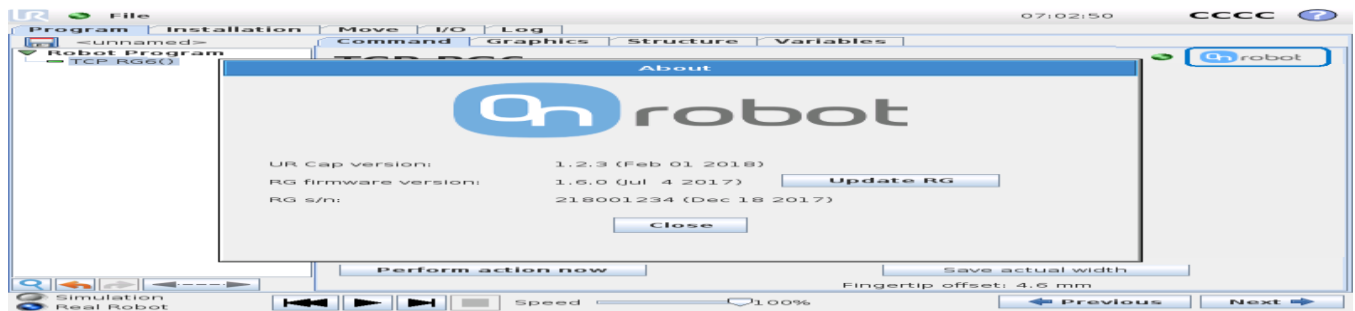 File 07:02:50 CCCC ?
Program Installation Move I/O Log
<unnamed> Command Graphics Structure Variables
Robot Program
TCP RG6()
About
On robot
On robot
UR Cap version: 1.2.3 (Feb 01 2018)
RG firmware version: 1.6.0 (Jul 4 2017) Update RG
RG s/n: 218001234 (Dec 18 2017)
Close
Perform action now Save actual width
Fingertip offset: 4.6 mm
Simulation
Real Robot Speed 100% Previous Next